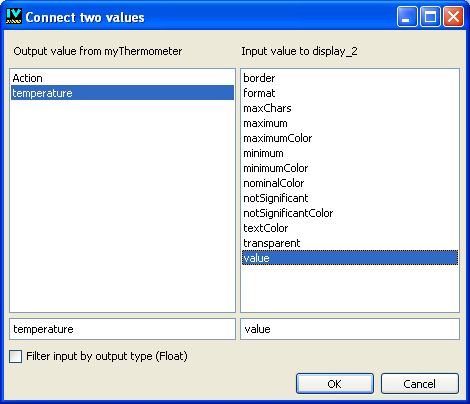 IV
Connect two values
Output value from myThermometer
Input value to display_2
Action
temperature
border
format
maxChars
maximum
maximumColor
minimum
minimumColor
nominalColor
notSignificant
notSignificantColor
textColor
transparent
value
temperature
value
Filter input by output type (Float)
OK
Cancel